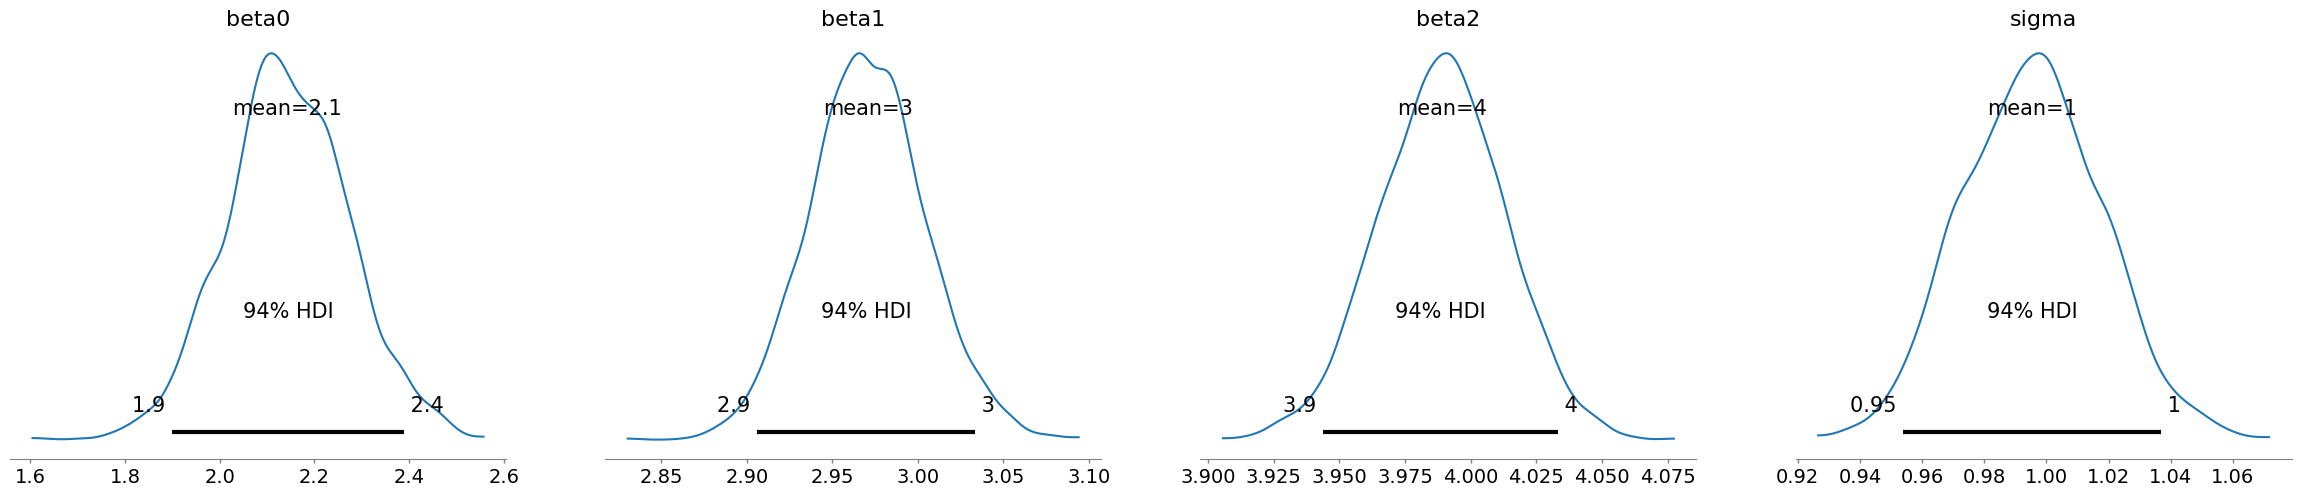 beta0
mean=2.1
94% HDI
1.9 2.4
1.6 1.8 2.0 2.2 2.4 2.6
beta1
mean=3
94% HDI
2.9 3
2.85 2.90 2.95 3.00 3.05 3.10
beta2
mean=4
94% HDI
3.9 4
3.900 3.925 3.950 3.975 4.000 4.025 4.050 4.075
sigma
mean=1
94% HDI
0.95 1
0.92 0.94 0.96 0.98 1.00 1.02 1.04 1.06